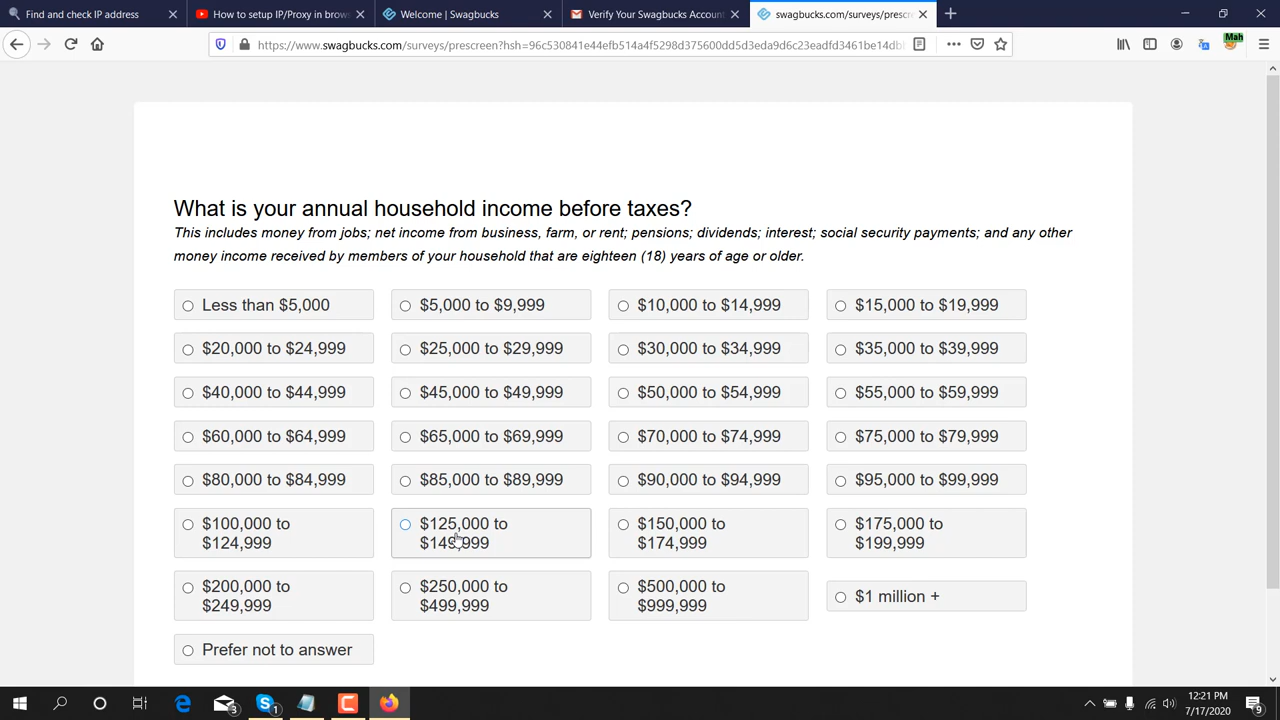 Find and check IP address
How to setup IP/Proxy in brow
Welcome | Swagbucks
Verify Your Swagbucks Accoun
swagbucks.com/surveys/prescre
Mah
What is your annual household income before taxes?
This includes money from jobs; net income from business, farm, or rent; pensions; dividends; interest; social security payments; and any other
money income received by members of your household that are eighteen (18) years of age or older.
Less than $5,000
$5,000 to $9,999
$10,000 to $14,999
$15,000 to $19,999
$20,000 to $24,999
$25,000 to $29,999
$30,000 to $34,999
$35,000 to $39,999
$40,000 to $44,999
$45,000 to $49,999
$50,000 to $54,999
$55,000 to $59,999
$60,000 to $64,999
$65,000 to $69,999
$70,000 to $74,999
$75,000 to $79,999
$80,000 to $84,999
$85,000 to $89,999
$90,000 to $94,999
$95,000 to $99,999
$100,000 to
$124,999
$125,000 to
$149,999
$150,000 to
$174,999
$175,000 to
$199,999
$200,000 to
$249,999
$250,000 to
$499,999
$500,000 to
$999,999
$1 million +
Prefer not to answer
3
1
12:21 PM
7/17/2020
9